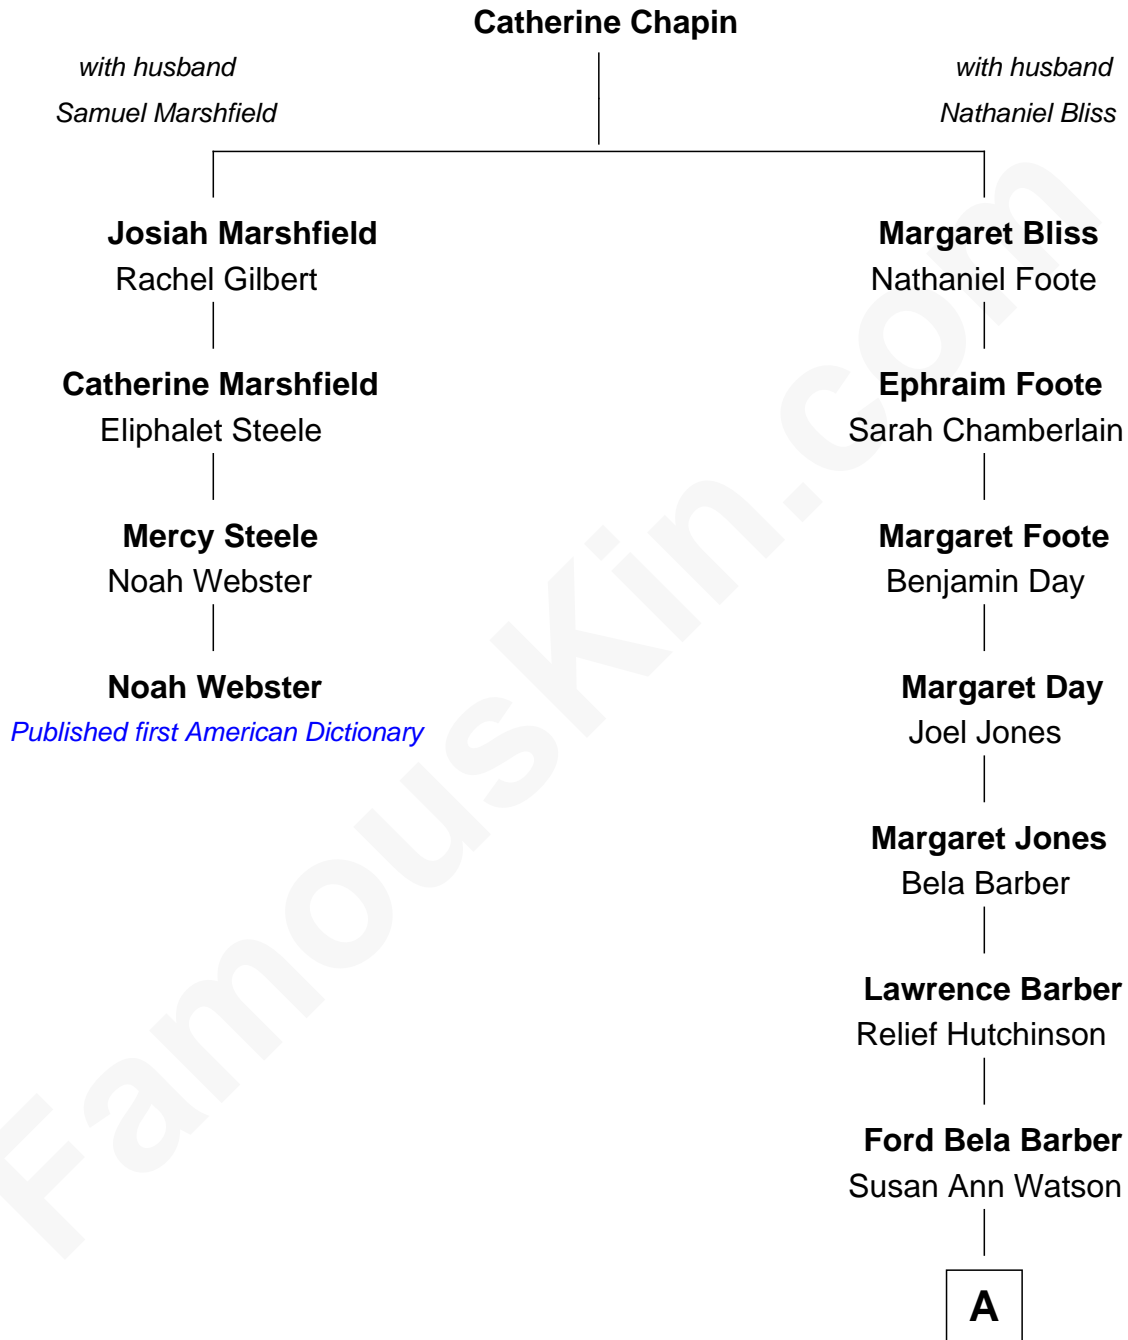 Catherine Chapin
with husband
Samuel Marshfield
with husband
Nathaniel Bliss
Josiah Marshfield
Rachel Gilbert
Margaret Bliss
Nathaniel Foote
Catherine Marshfield
Eliphalet Steele
Ephraim Foote
Sarah Chamberlain
Mercy Steele
Noah Webster
Margaret Foote
Benjamin Day
Noah Webster
Published first American Dictionary
Margaret Day
Joel Jones
Margaret Jones
Bela Barber
Lawrence Barber
Relief Hutchinson
Ford Bela Barber
Susan Ann Watson
A
FamousKin.com